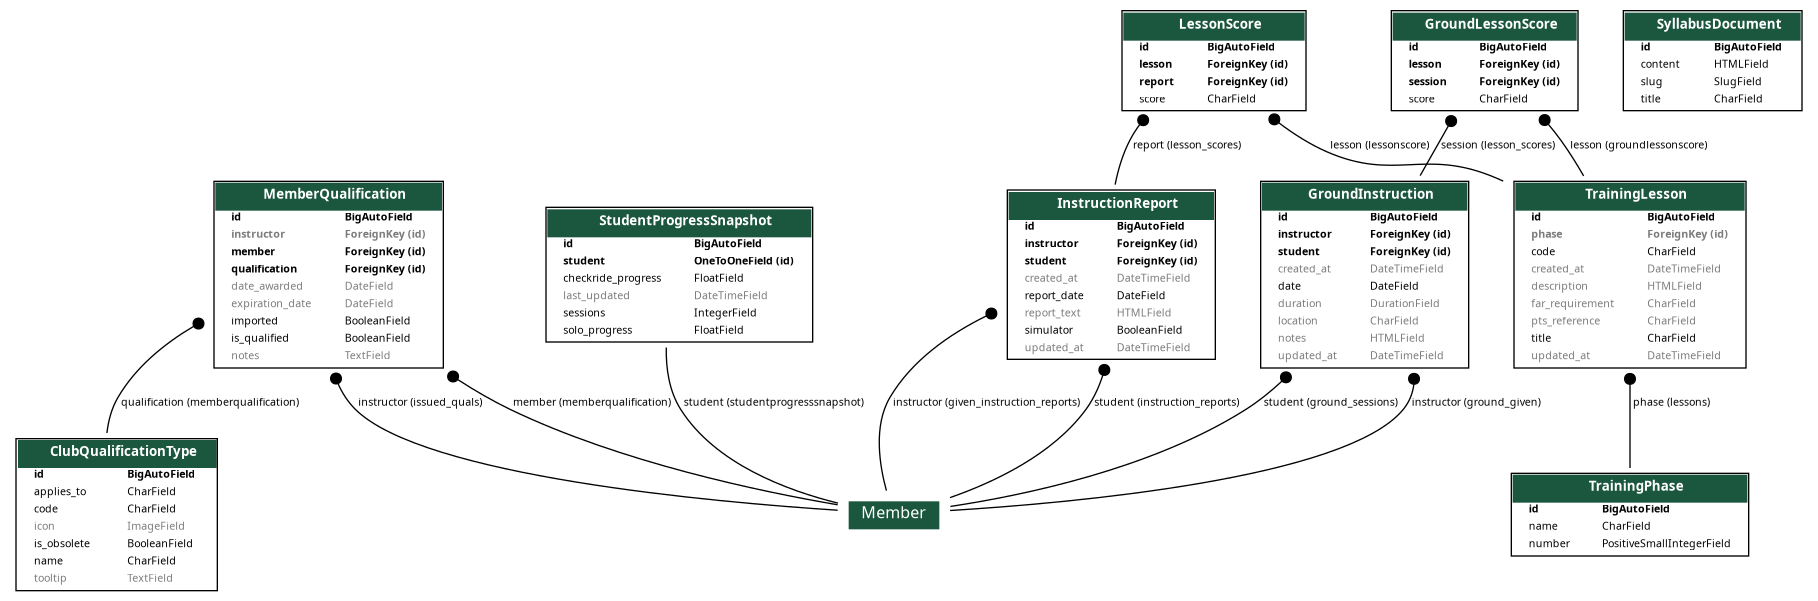 LessonScore
id BigAutoField
lesson ForeignKey (id)
report ForeignKey (id)
score CharField
GroundLessonScore
id BigAutoField
lesson ForeignKey (id)
session ForeignKey (id)
score CharField
SyllabusDocument
id BigAutoField
content HTMLField
slug SlugField
title CharField
report (lesson_scores)
lesson (lessonscore)
session (lesson_scores)
lesson (groundlessonscore)
MemberQualification
id BigAutoField
instructor ForeignKey (id)
member ForeignKey (id)
qualification ForeignKey (id)
date_awarded DateField
expiration_date DateField
imported BooleanField
is_qualified BooleanField
notes TextField
StudentProgressSnapshot
id BigAutoField
student OneToOneField (id)
checkride_progress FloatField
last_updated DateTimeField
sessions IntegerField
solo_progress FloatField
InstructionReport
id BigAutoField
instructor ForeignKey (id)
student ForeignKey (id)
created_at DateTimeField
report_date DateField
report_text HTMLField
simulator BooleanField
updated_at DateTimeField
GroundInstruction
id BigAutoField
instructor ForeignKey (id)
student ForeignKey (id)
created_at DateTimeField
date DateField
duration DurationField
location CharField
notes HTMLField
updated_at DateTimeField
TrainingLesson
id BigAutoField
phase ForeignKey (id)
code CharField
created_at DateTimeField
description HTMLField
far_requirement CharField
pts_reference CharField
title CharField
updated_at DateTimeField
qualification (memberqualification)
instructor (issued_quals)
member (memberqualification)
student (studentprogresssnapshot)
instructor (given_instruction_reports)
student (instruction_reports)
student (ground_sessions)
instructor (ground_given)
phase (lessons)
ClubQualificationType
id BigAutoField
applies_to CharField
code CharField
icon ImageField
is_obsolete BooleanField
name CharField
tooltip TextField
Member
TrainingPhase
id BigAutoField
name CharField
number PositiveSmallIntegerField